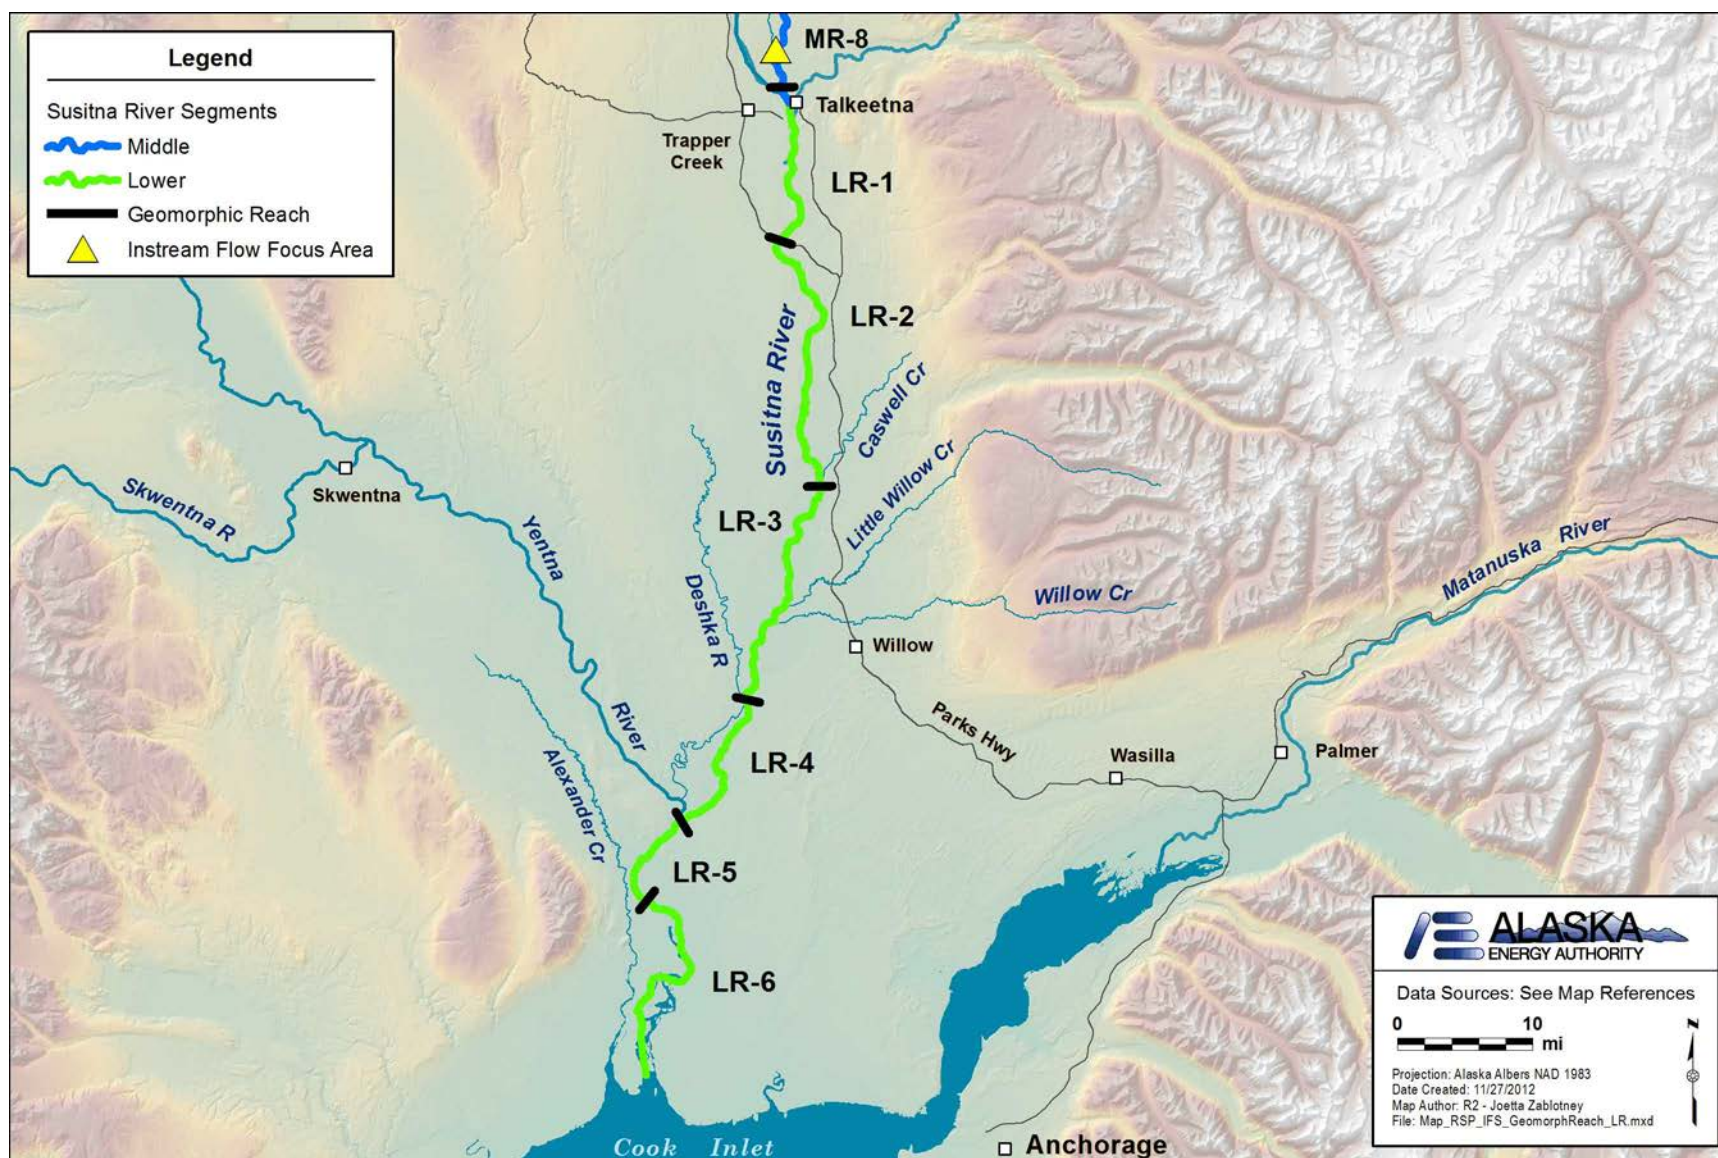 Legend
Susitna River Segments
Middle
Lower
Geomorphic Reach
Instream Flow Focus Area
MR-8
Talkeetna
Trapper
Creek
LR-1
LR-2
Susitna River
Caswell Cr
Little Willow Cr
Skwentna
Skwentna R
Yentna
River
LR-3
Deshka R
Willow Cr
Matanuska River
Willow
Parks Hwy
Wasilla
Palmer
LR-4
Alexander Cr
LR-5
LR-6
Cook Inlet
Anchorage
ALASKA
ENERGY AUTHORITY
Data Sources: See Map References
0 10
mi
N
Projection: Alaska Albers NAD 1983
Date Created: 11/27/2012
Map Author: R2 - Joetta Zablotney
File: Map_RSP_IFS_GeomorphReach_LR.mxd